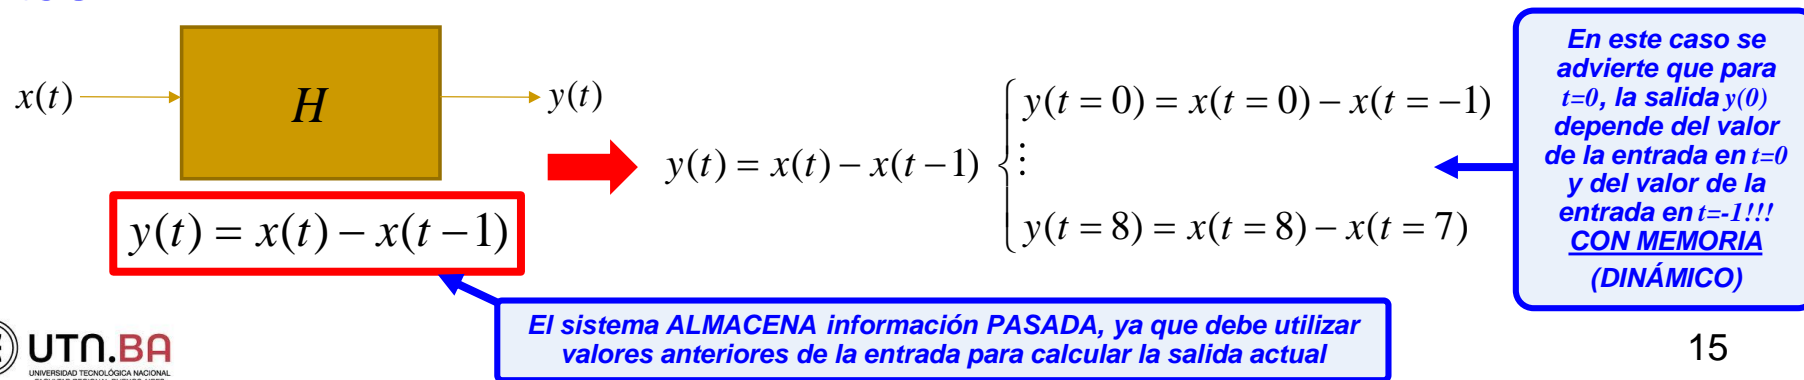 x(t)
H
y(t)
y(t) = x(t) − x(t −1)
y(t) = x(t) − x(t −1)
y(t = 0) = x(t = 0) − x(t = −1)
⋮
y(t = 8) = x(t = 8) − x(t = 7)
En este caso se
advierte que para
t=0, la salida y(0)
depende del valor
de la entrada en t=0
y del valor de la
entrada en t=-1!!!
CON MEMORIA
(DINÁMICO)
El sistema ALMACENA información PASADA, ya que debe utilizar
valores anteriores de la entrada para calcular la salida actual
UTN.BA
UNIVERSIDAD TECNOLÓGICA NACIONAL
15